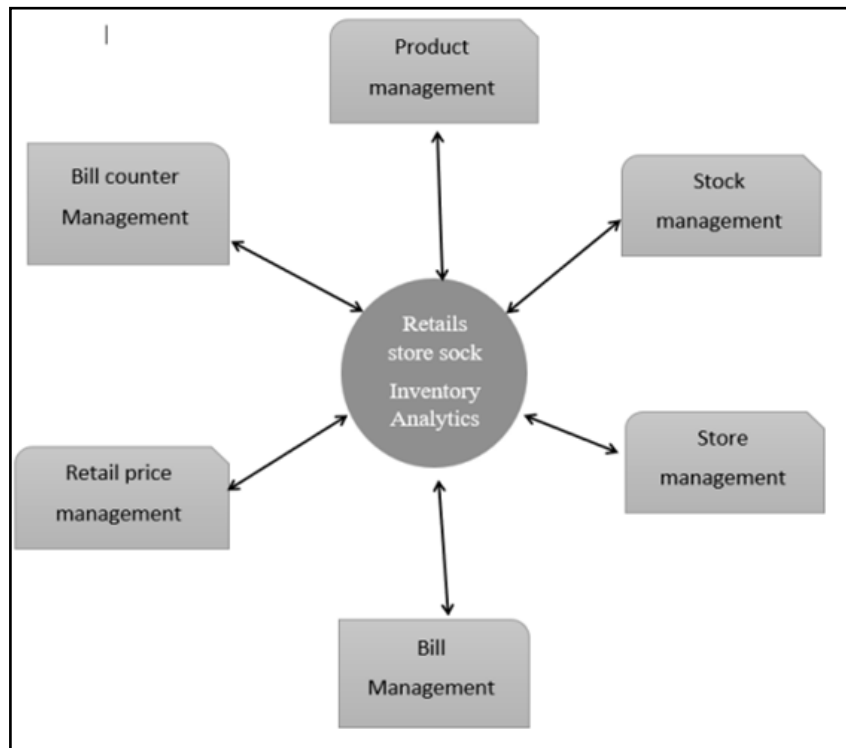 Product
management
Bill counter
Management
Stock
management
Retails
store sock
Inventory
Analytics
Retail price
management
Store
management
Bill
Management